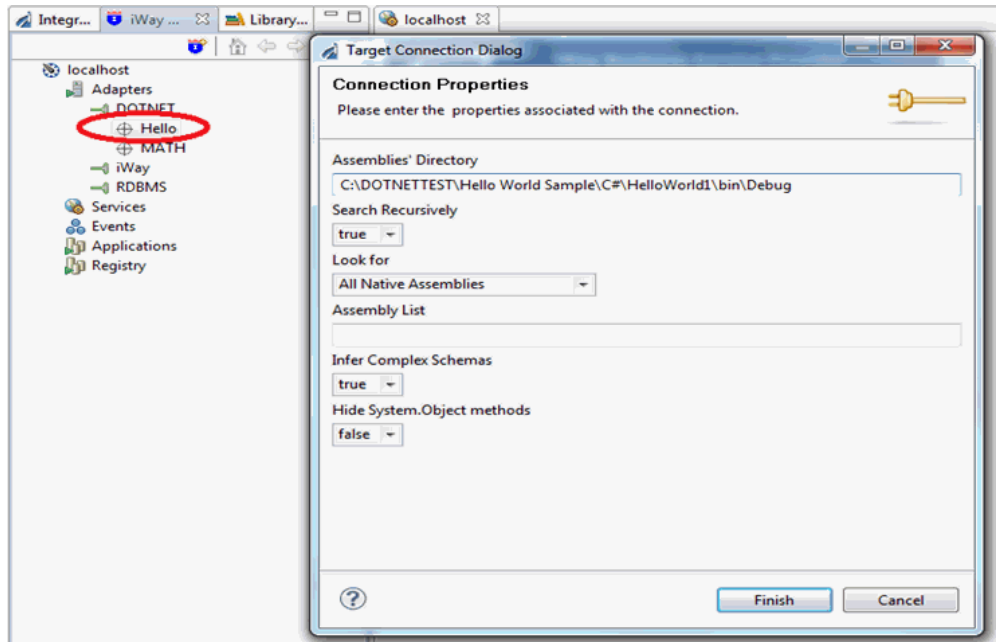 Integr... iWay ... Library... localhost
localhost
Adapters
DOTNET
Hello
MATH
iWay
RDBMS
Services
Events
Applications
Registry
Target Connection Dialog
Connection Properties
Please enter the properties associated with the connection.
Assemblies' Directory
C:\DOTNETTEST\Hello World Sample\C#\HelloWorld1\bin\Debug
Search Recursively
true
Look for
All Native Assemblies
Assembly List
Infer Complex Schemas
true
Hide System.Object methods
false
Finish Cancel